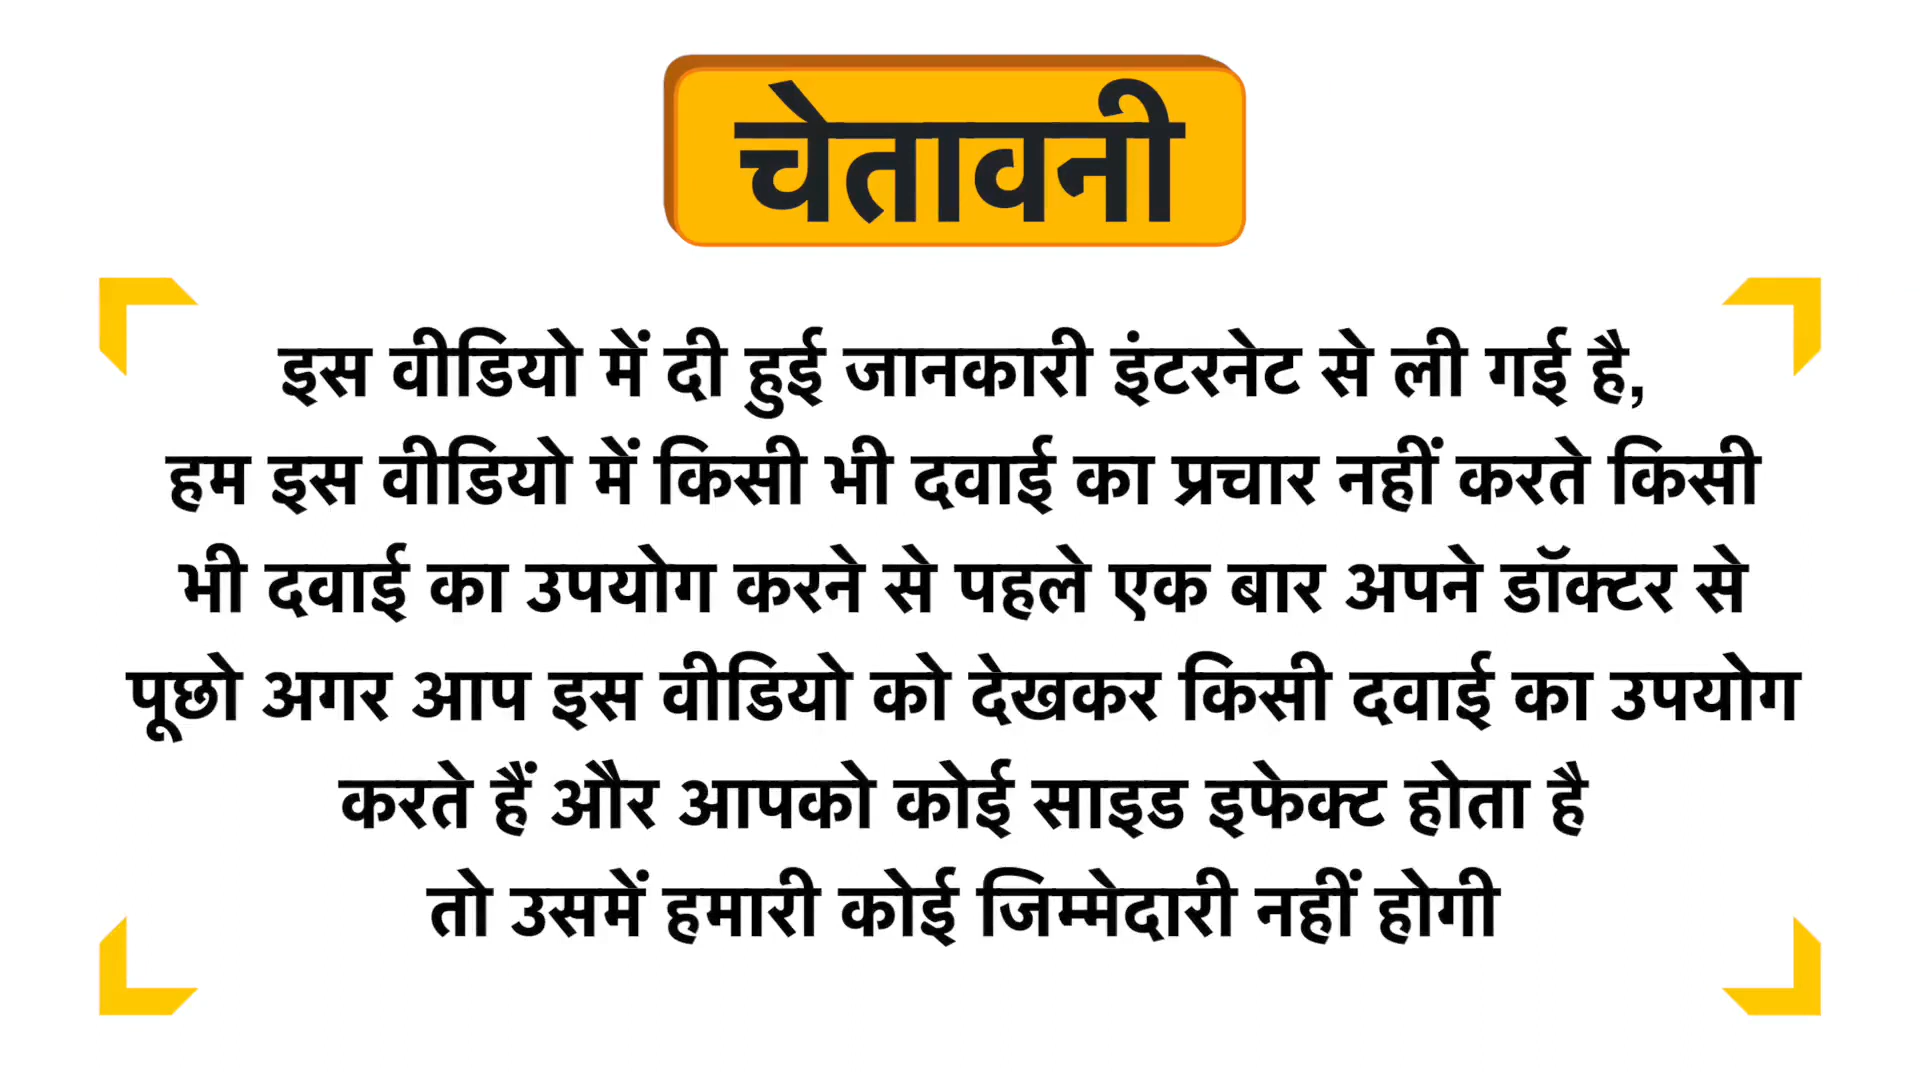 चेतावनी
इस वीडियो में दी हुई जानकारी इंटरनेट से ली गई है,
हम इस वीडियो में किसी भी दवाई का प्रचार नहीं करते किसी
भी दवाई का उपयोग करने से पहले एक बार अपने डॉक्टर से
पूछो अगर आप इस वीडियो को देखकर किसी दवाई का उपयोग
करते हैं और आपको कोई साइड इफेक्ट होता है
तो उसमें हमारी कोई जिम्मेदारी नहीं होगी